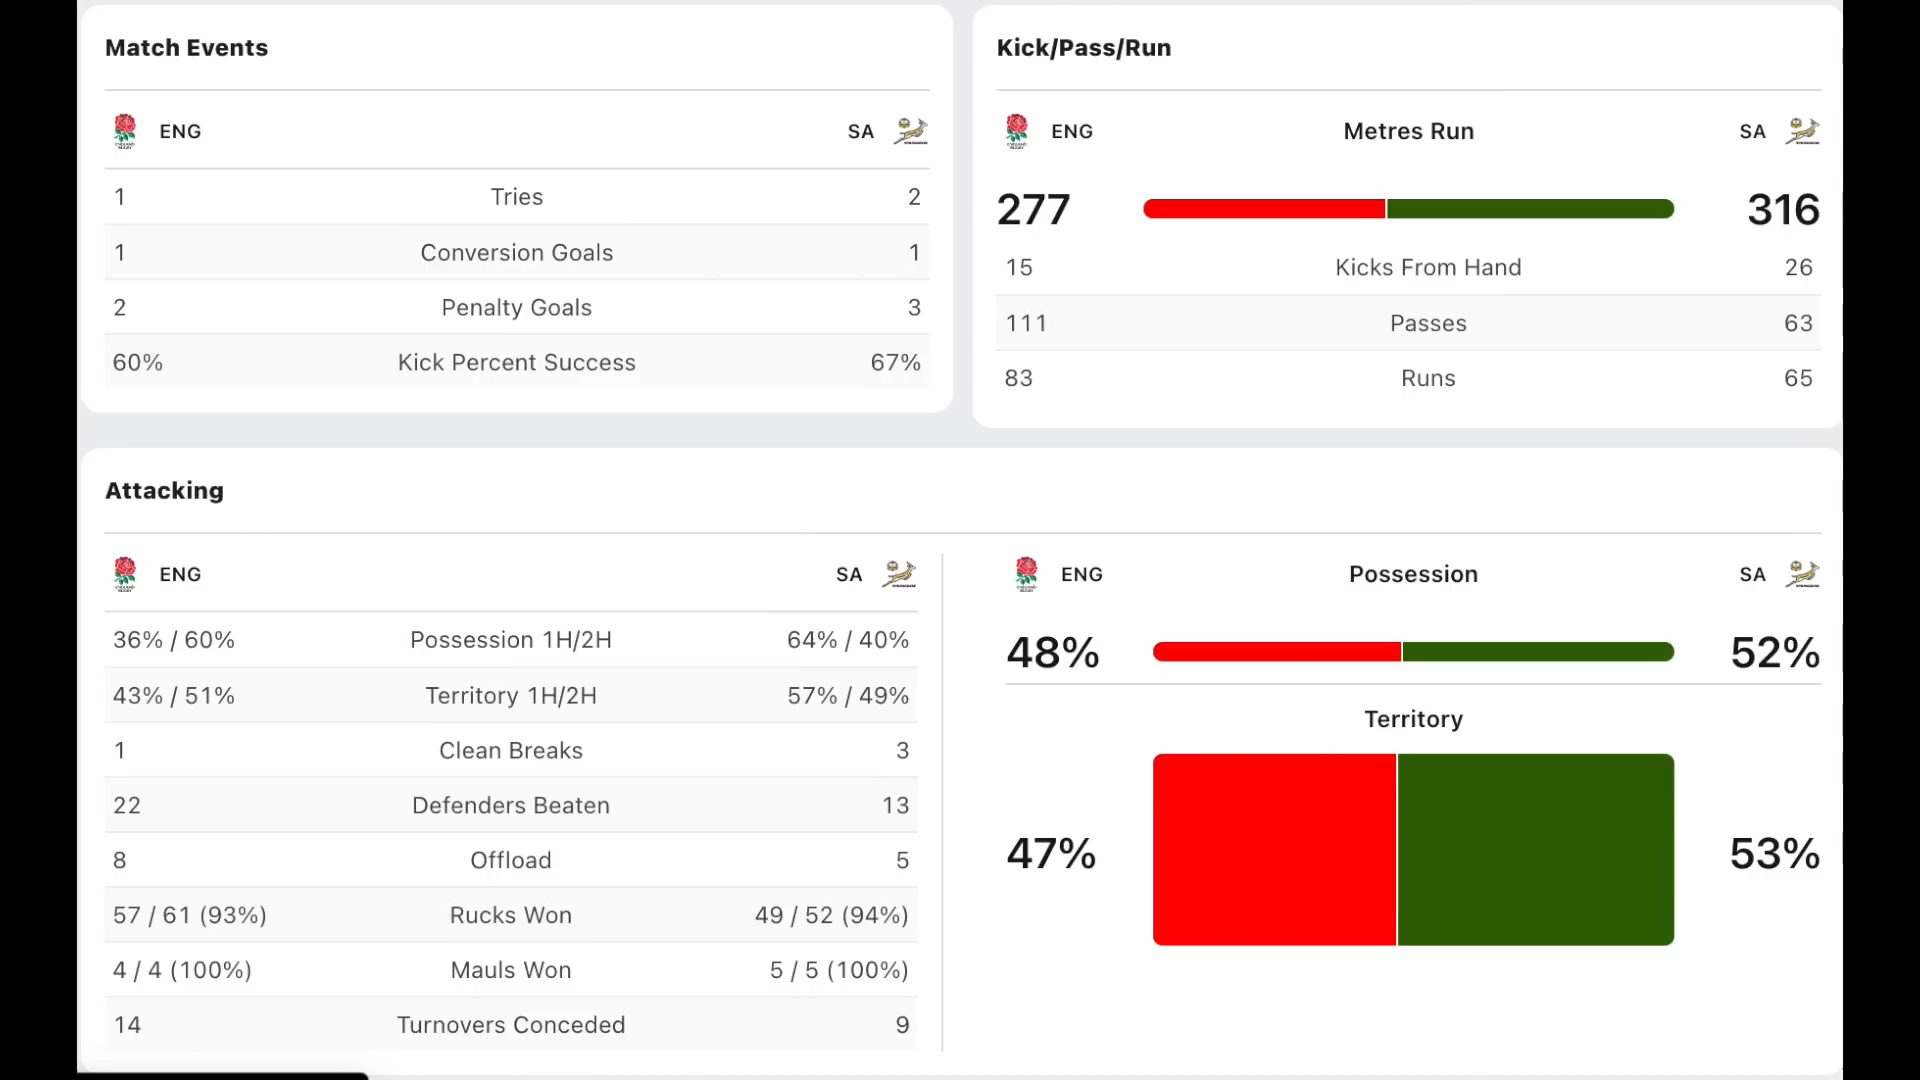 Match Events
ENG SA
1 Tries 2
1 Conversion Goals 1
2 Penalty Goals 3
60% Kick Percent Success 67%
Kick/Pass/Run
ENG Metres Run SA
277 316
15 Kicks From Hand 26
111 Passes 63
83 Runs 65
Attacking
ENG SA
36% / 60% Possession 1H/2H 64% / 40%
43% / 51% Territory 1H/2H 57% / 49%
1 Clean Breaks 3
22 Defenders Beaten 13
8 Offload 5
57 / 61 (93%) Rucks Won 49 / 52 (94%)
4 / 4 (100%) Mauls Won 5 / 5 (100%)
14 Turnovers Conceded 9
ENG Possession SA
48% 52%
Territory
47% 53%